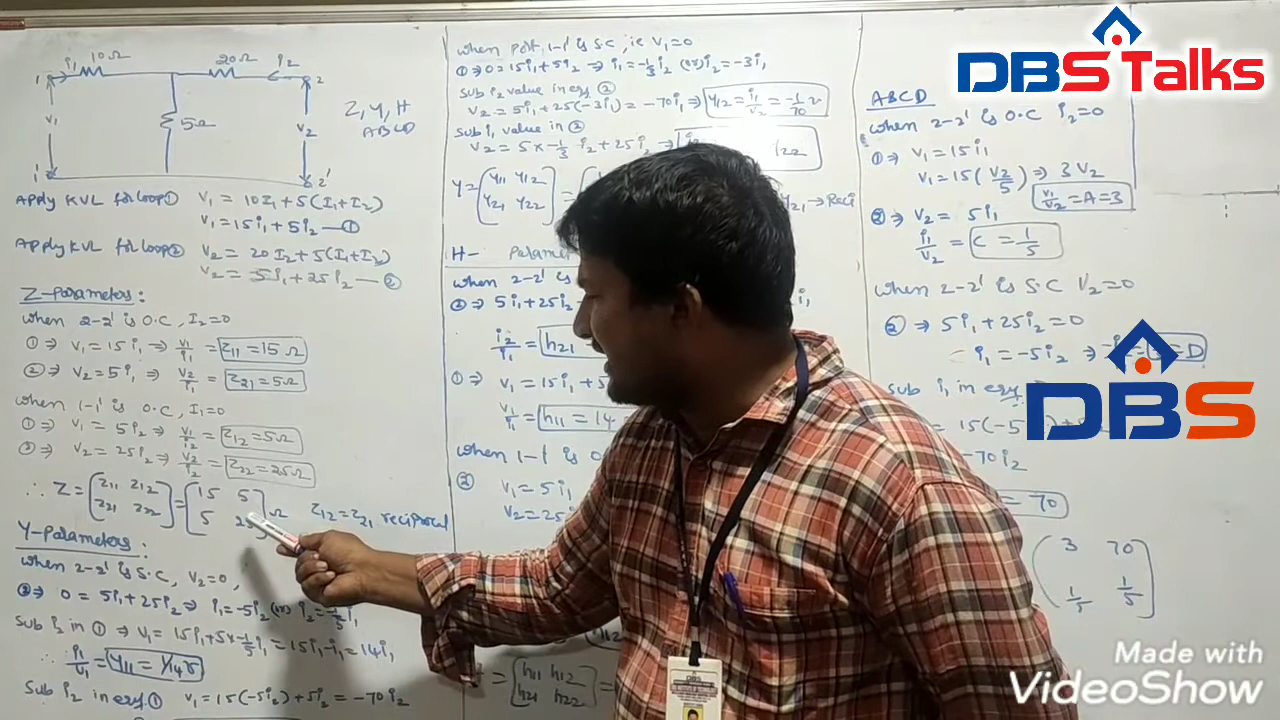 10Ω 20Ω
i₁ i₂
1 2
V₁ 5Ω V₂
1' 2'
Z, Y, H
ABCD
Apply KVL for loop① V₁ = 10I₁+5(I₁+I₂)
V₁ = 15i₁+5i₂ —①
Apply KVL for loop② V₂ = 20I₂+5(I₁+I₂)
V₂ = 5i₁+25i₂ —②
Z-Parameters:
when 2-2' is O.C, I₂=0
①⇒ V₁=15i₁ ⇒ V₁/i₁ = Z₁₁=15Ω
②⇒ V₂=5i₁ ⇒ V₂/i₁ = Z₂₁=5Ω
when 1-1' is O.C, I₁=0
①⇒ V₁ = 5i₂ ⇒ V₁/i₂ = Z₁₂=5Ω
②⇒ V₂=25i₂ ⇒ V₂/i₂ = Z₂₂=25Ω
∴ Z = [Z₁₁ Z₁₂
Z₂₁ Z₂₂] = [15 5
5 25]Ω Z₁₂=Z₂₁ reciprocal
Y-Parameters:
when 2-2' is S.C, V₂=0,
②⇒ 0=5i₁+25i₂ ⇒ i₁=-5i₂ (or) i₂=-1/5 i₁
Sub i₂ in ① ⇒ V₁= 15i₁+5×-1/5 i₁ = 15i₁-i₁=14i₁
∴ i₁/V₁ = Y₁₁=1/14 ʊ
Sub i₂ in eqy ① V₁=15(-5i₂)+5i₂ = -70i₂
when port 1-1' is S.C, ie V₁=0
①⇒0=15i₁+5i₂ ⇒ i₁=-1/3 i₂ (or) i₂=-3i₁
Sub i₂ value in eqy ②
V₂=5i₁+25(-3i₁)=-70i₁ ⇒ Y₁₂=i₁/V₂=-1/70 ʊ
Sub i₁ value in ②
V₂= 5×-1/3 i₂+25i₂ ⇒
Y = [Y₁₁ Y₁₂
Y₂₁ Y₂₂] = Y₂₁→Reci
H-
when 2-2' is
②⇒ 5i₁+25i₂
i₂/i₁ = h₂₁
①⇒ V₁=15i₁+5
V₁/i₁ = h₁₁=14
when 1-1' is
② V₁=5i₁
= [h₁₁ h₁₂
h₂₁ h₂₂] =
ABCD
when 2-2' is O.C i₂=0
①⇒ V₁=15i₁
V₁=15(V₂/5) ⇒ 3V₂
V₁/V₂=A=3
②⇒ V₂= 5i₁
i₁/V₂ = C=1/5
when 2-2' is S.C V₂=0
②⇒ 5i₁+25i₂=0
i₁=-5i₂ ⇒ =D
Sub i₁ in eqy
= 15(-5
-70i₂
= 70
[3 70
1/5 1/5]
DBS Talks
DBS
Made with
VideoShow